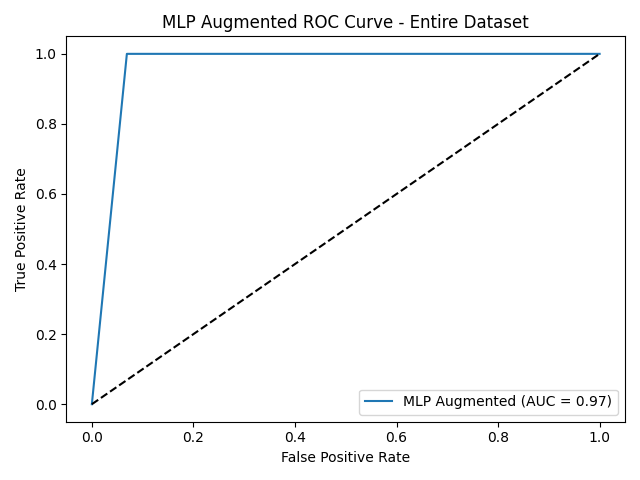 MLP Augmented ROC Curve - Entire Dataset
1.0
0.8
0.6
0.4
0.2
0.0
True Positive Rate
0.0 0.2 0.4 0.6 0.8 1.0
False Positive Rate
MLP Augmented (AUC = 0.97)